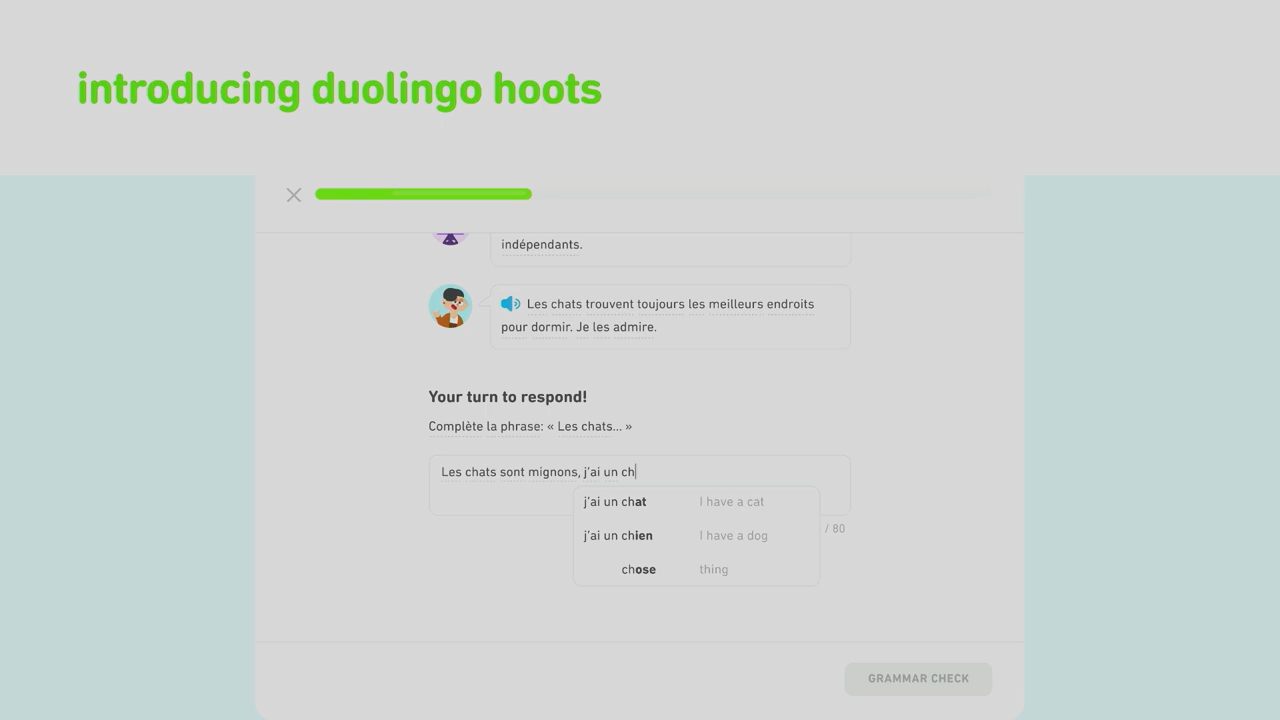 introducing duolingo hoots
indépendants.
Les chats trouvent toujours les meilleurs endroits
pour dormir. Je les admire.
Your turn to respond!
Complète la phrase: « Les chats... »
Les chats sont mignons, j'ai un ch
j'ai un chat I have a cat
j'ai un chien I have a dog
chose thing
/ 80
GRAMMAR CHECK